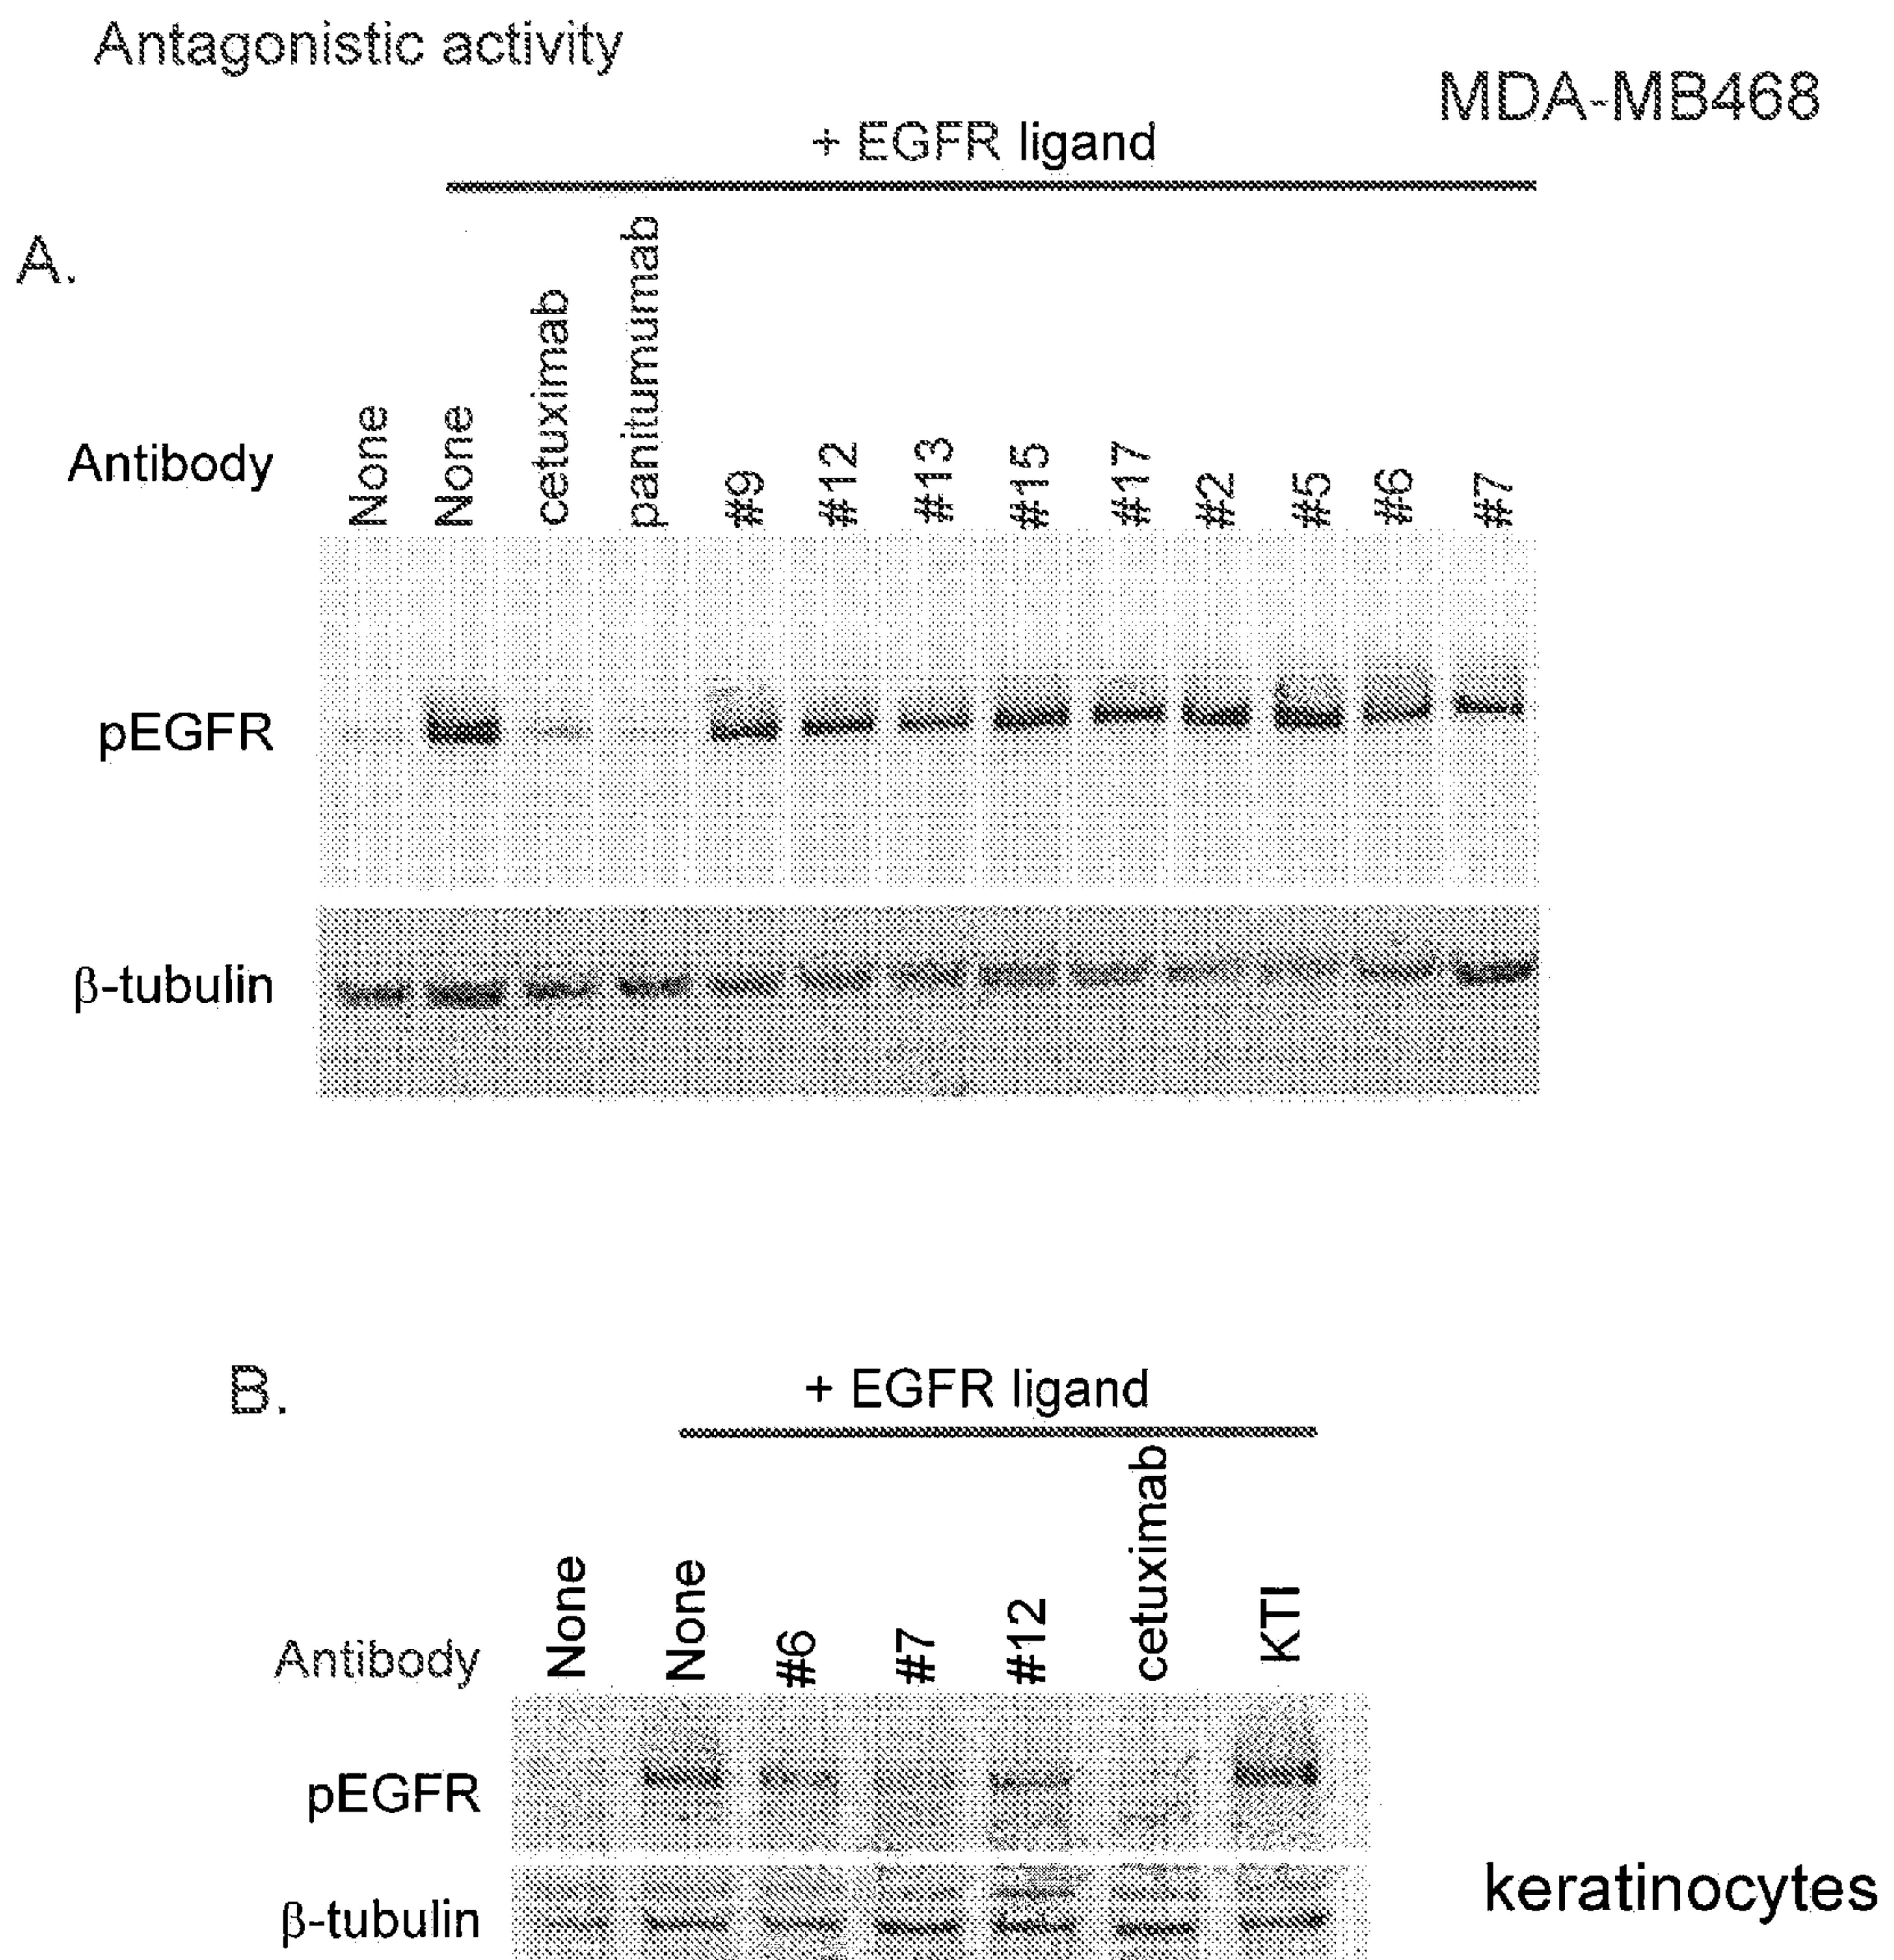 Antagonistic activity
MDA-MB468
+ EGFR ligand
A.
Antibody
None
None
cetuximab
panitumumab
#9
#12
#13
#15
#17
#2
#5
#6
#7
pEGFR
β-tubulin
B.
+ EGFR ligand
Antibody
None
None
#6
#7
#12
cetuximab
KTI
pEGFR
β-tubulin
keratinocytes